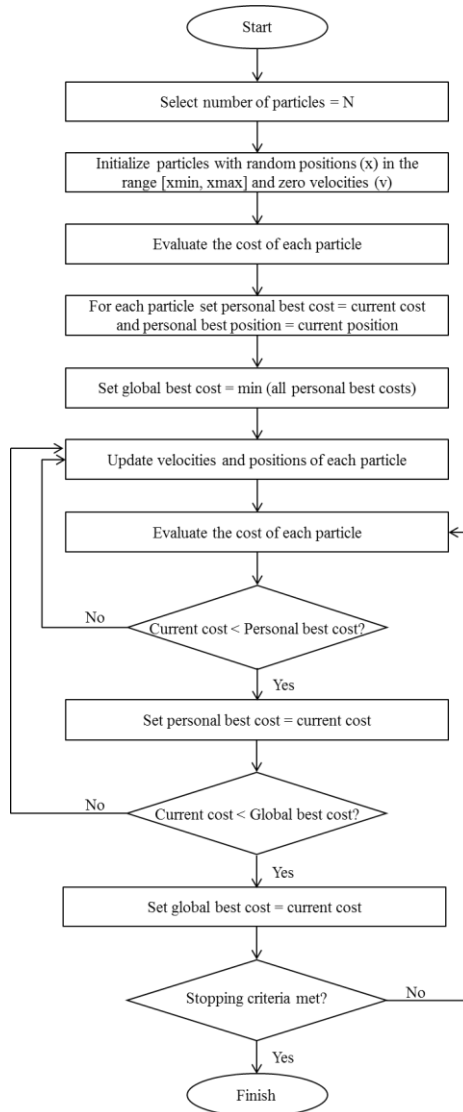 Start
Select number of particles = N
Initialize particles with random positions (x) in the
range [xmin, xmax] and zero velocities (v)
Evaluate the cost of each particle
For each particle set personal best cost = current cost
and personal best position = current position
Set global best cost = min (all personal best costs)
Update velocities and positions of each particle
Evaluate the cost of each particle
No
Current cost < Personal best cost?
Yes
Set personal best cost = current cost
No
Current cost < Global best cost?
Yes
Set global best cost = current cost
Stopping criteria met?
No
Yes
Finish